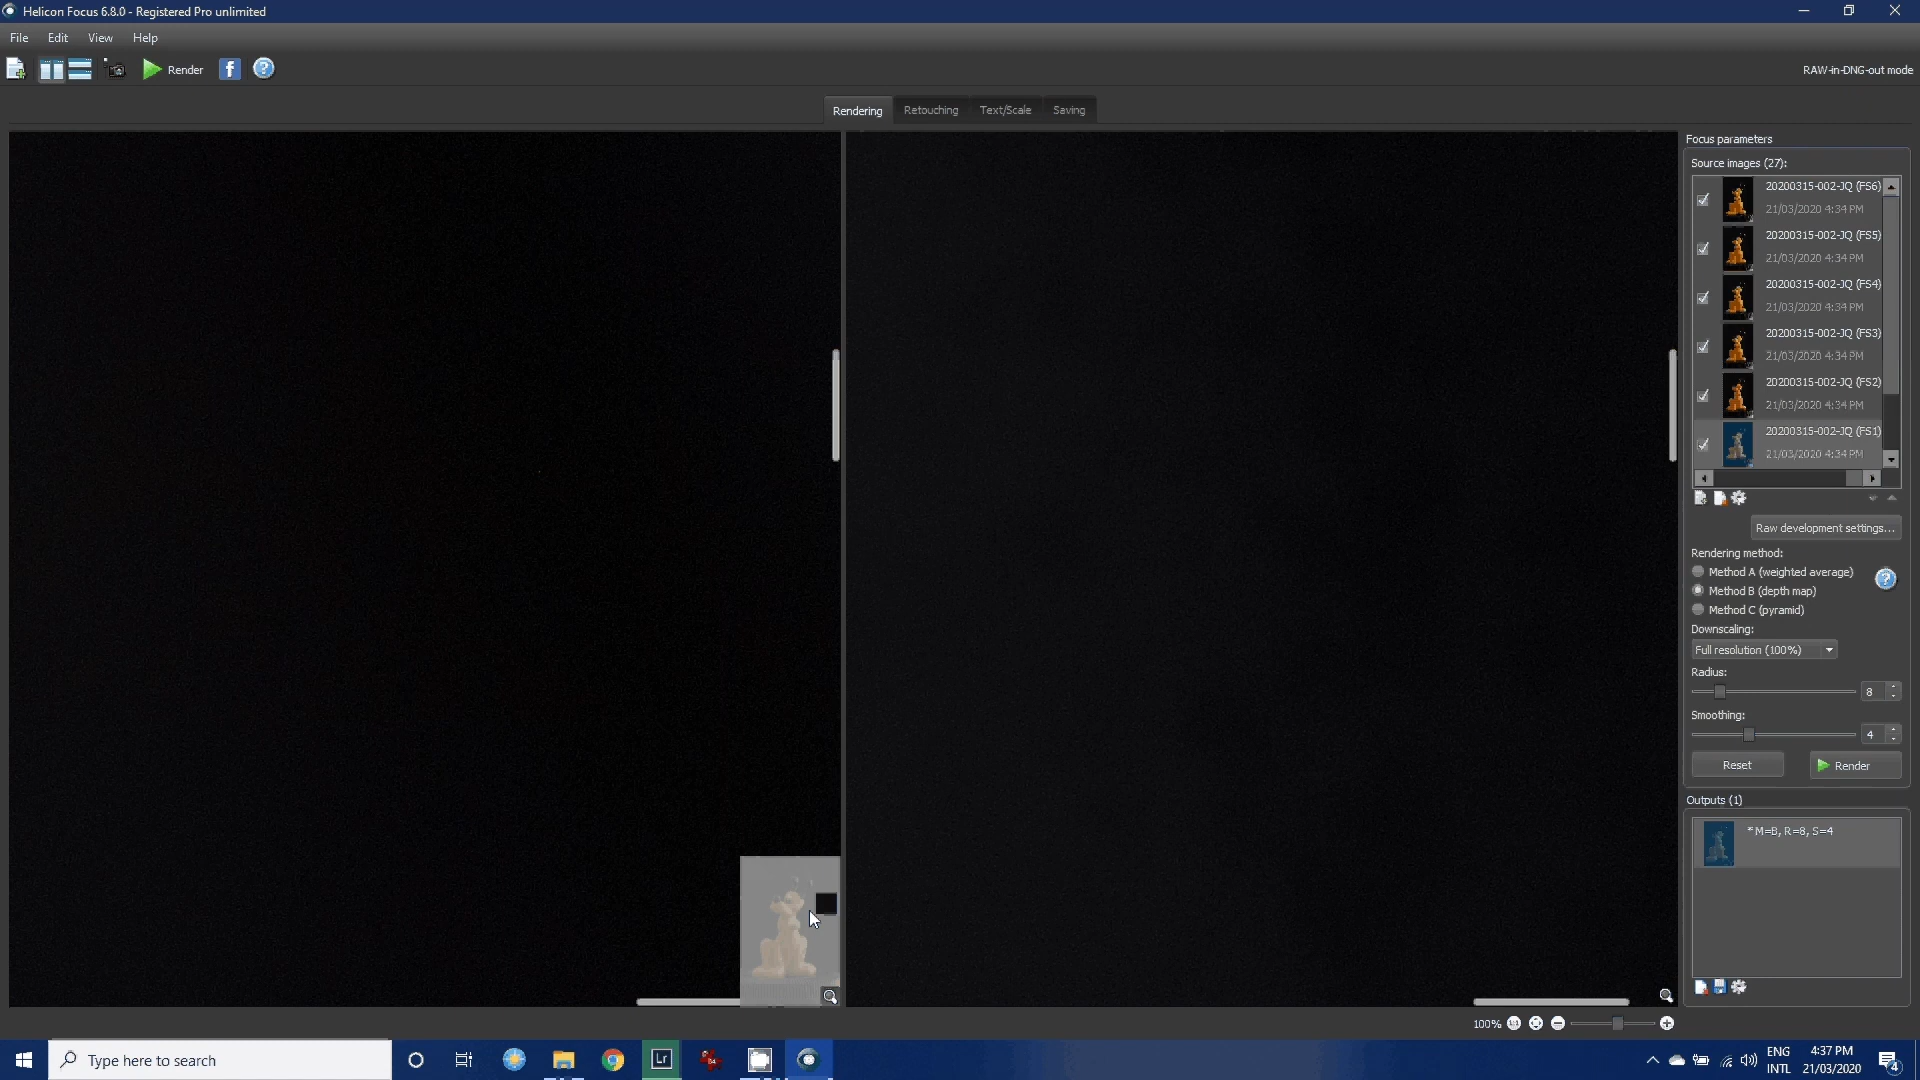 Helicon Focus 6.8.0 - Registered Pro unlimited
File Edit View Help
Render
RAW-in-DNG-out mode
Rendering Retouching Text/Scale Saving
Focus parameters
Source images (27):
20200315-002-JQ (FS6)
21/03/2020 4:34 PM
20200315-002-JQ (FS5)
21/03/2020 4:34 PM
20200315-002-JQ (FS4)
21/03/2020 4:34 PM
20200315-002-JQ (FS3)
21/03/2020 4:34 PM
20200315-002-JQ (FS2)
21/03/2020 4:34 PM
20200315-002-JQ (FS1)
21/03/2020 4:34 PM
Raw development settings...
Rendering method:
Method A (weighted average)
Method B (depth map)
Method C (pyramid)
Downscaling:
Full resolution (100%)
Radius:
8
Smoothing:
4
Reset Render
Outputs (1)
*M=B, R=8, S=4
100%
Type here to search
Lr
ENG
INTL
4:37 PM
21/03/2020
4